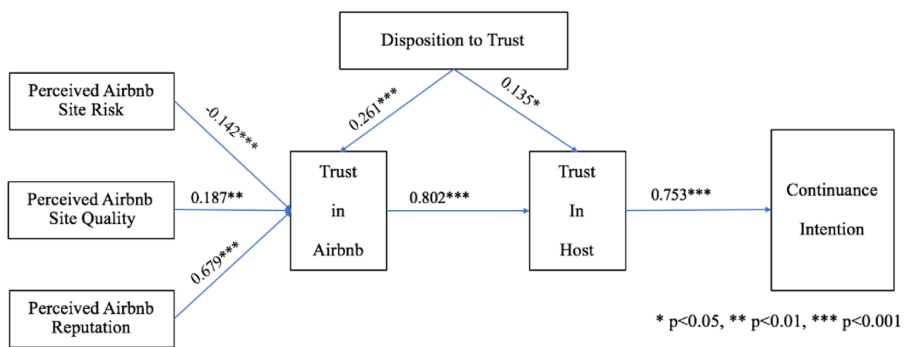 Disposition to Trust
Perceived Airbnb
Site Risk
-0.142***
0.261***
0.135*
Perceived Airbnb
Site Quality
0.187**
Trust
in
Airbnb
0.802***
Trust
In
Host
0.753***
Continuance
Intention
0.679***
Perceived Airbnb
Reputation
* p<0.05, ** p<0.01, *** p<0.001